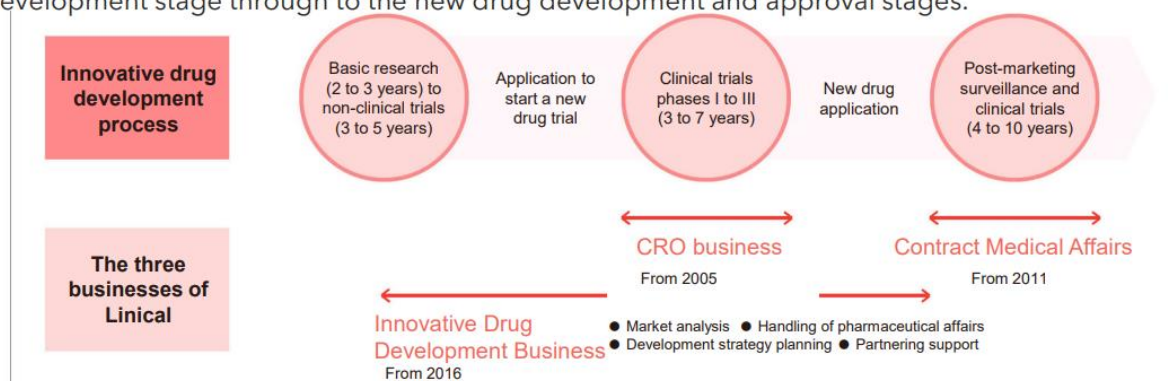 evelopment stage through to the new drug development and approval stages.
Innovative drug
development
process
Basic research
(2 to 3 years) to
non-clinical trials
(3 to 5 years)
Application to
start a new
drug trial
Clinical trials
phases I to III
(3 to 7 years)
New drug
application
Post-marketing
surveillance and
clinical trials
(4 to 10 years)
The three
businesses of
Linical
CRO business
From 2005
Contract Medical Affairs
From 2011
Innovative Drug
Development Business
From 2016
● Market analysis ● Handling of pharmaceutical affairs
● Development strategy planning ● Partnering support